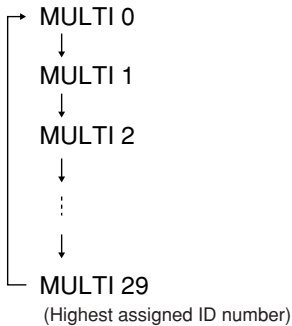 MULTI 0
MULTI 1
MULTI 2
MULTI 29
(Highest assigned ID number)